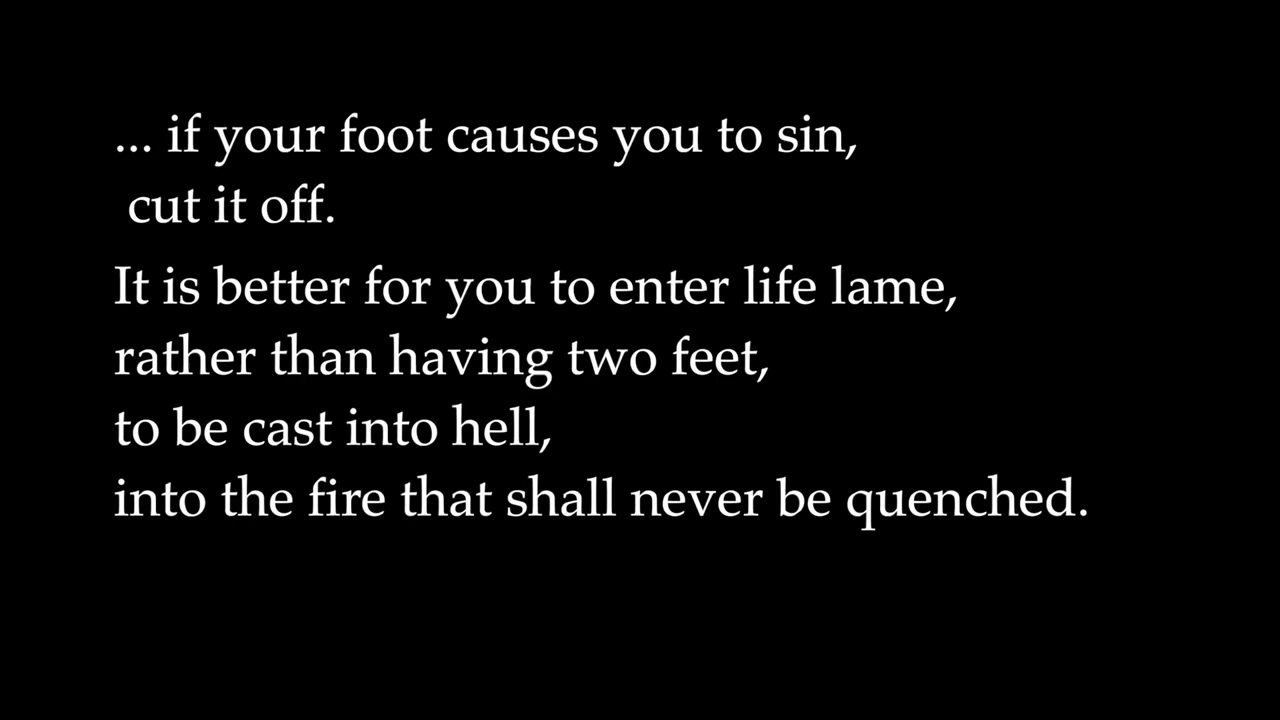 ... if your foot causes you to sin,
cut it off.
It is better for you to enter life lame,
rather than having two feet,
to be cast into hell,
into the fire that shall never be quenched.